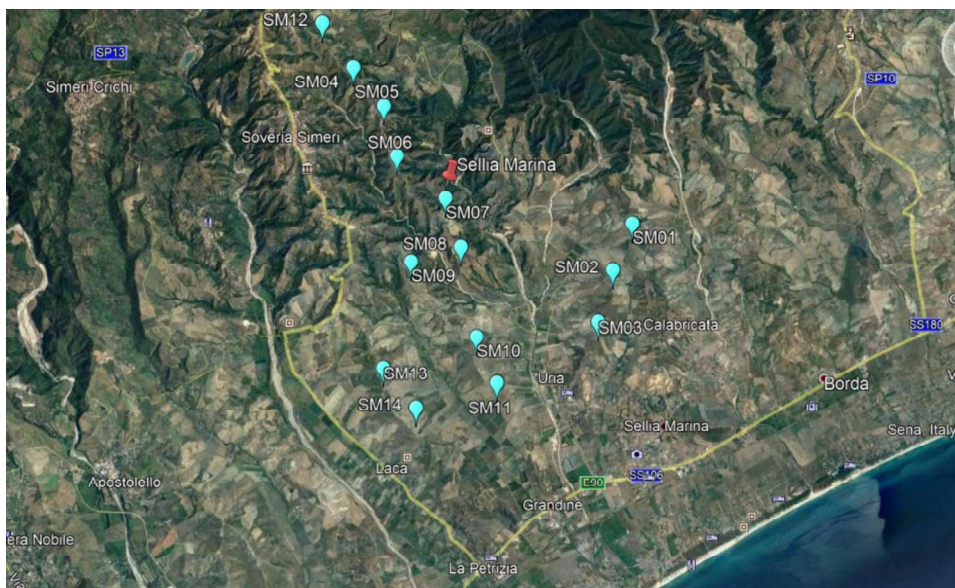 SM12
SP13
SM04
SP10
Simeri Crichi
SM05
Soveria Simeri
SM06
Sellia Marina
SM07
SM01
SM08
SM09
SM02
SM03
Calabricata
SS180
SM10
SM13
Uria
Borda
SM11
SM14
Sellia Marina
Sena, Italy
Laca
SS106
Apostolello
E90
Grandine
era Nobile
La Petrizia